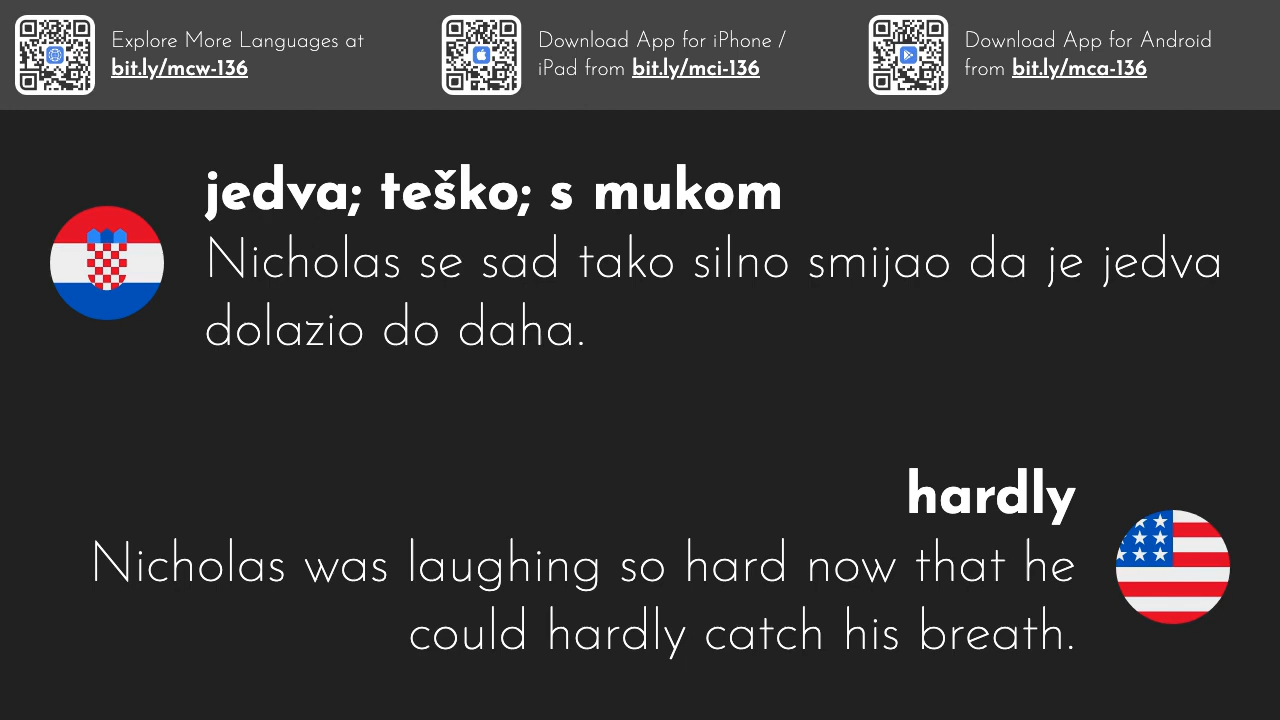 Explore More Languages at
bit.ly/mcw-136
Download App for iPhone /
iPad from bit.ly/mci-136
Download App for Android
from bit.ly/mca-136
jedva; teško; s mukom
Nicholas se sad tako silno smijao da je jedva
dolazio do daha.
hardly
Nicholas was laughing so hard now that he
could hardly catch his breath.